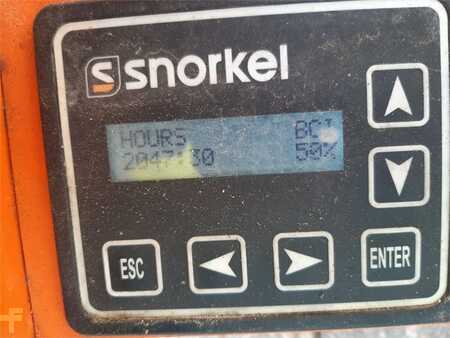 snorkel
HOURS BCI
2047:30 50%
ESC
ENTER